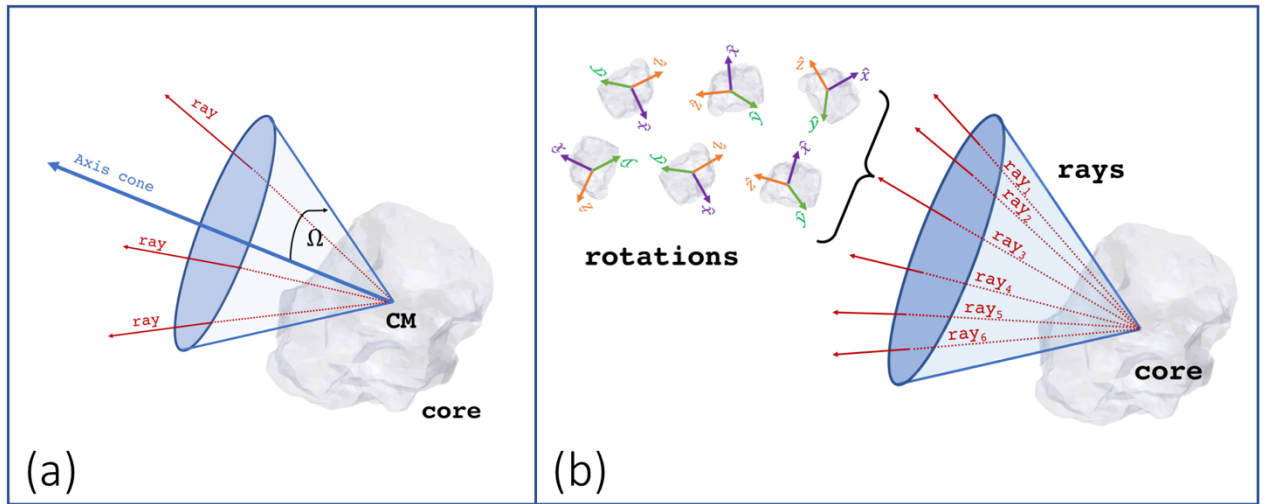 ray
Axis cone
Ω
ray
CM
ray
core
(a)
ŷ ẑ x̂
x̂ ẑ ŷ
ẑ x̂ ŷ
x̂ ŷ ẑ
ŷ ẑ x̂
x̂ ẑ ŷ
rotations
rays
ray₁
ray₂
ray₃
ray₄
ray₅
ray₆
core
(b)